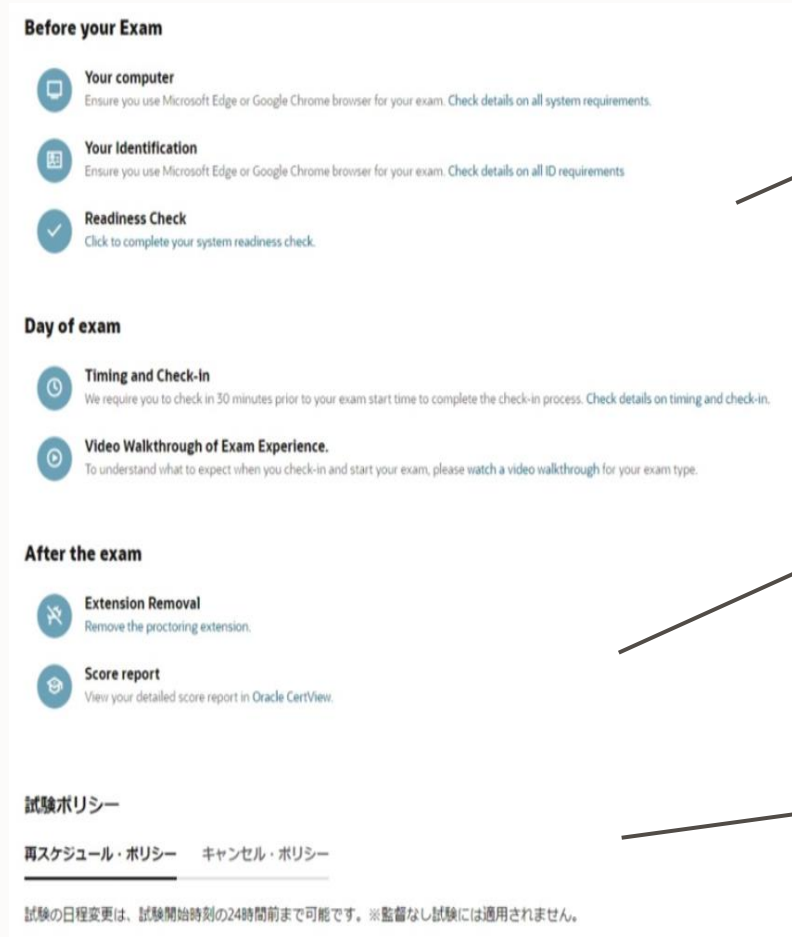 Before your Exam
Your computer
Ensure you use Microsoft Edge or Google Chrome browser for your exam. Check details on all system requirements.
Your Identification
Ensure you use Microsoft Edge or Google Chrome browser for your exam. Check details on all ID requirements
Readiness Check
Click to complete your system readiness check.
Day of exam
Timing and Check-in
We require you to check in 30 minutes prior to your exam start time to complete the check-in process. Check details on timing and check-in.
Video Walkthrough of Exam Experience.
To understand what to expect when you check-in and start your exam, please watch a video walkthrough for your exam type.
After the exam
Extension Removal
Remove the proctoring extension.
Score report
View your detailed score report in Oracle CertView.
試験ポリシー
再スケジュール・ポリシー キャンセル・ポリシー
試験の日程変更は、試験開始時刻の24時間前まで可能です。※監督なし試験には適用されません。